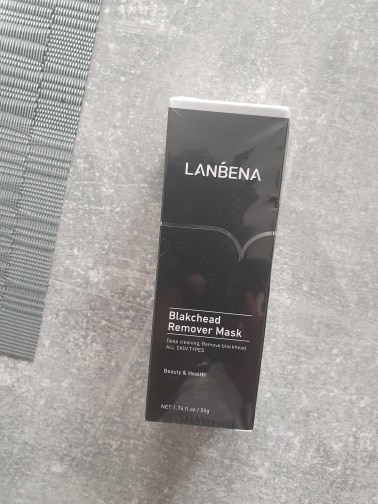 LANBENA
Blakchead
Remover Mask
Deep cleaning, Remove blackhead
ALL SKIN TYPES
Beauty & Health
NET:1.76 fl.oz / 50g